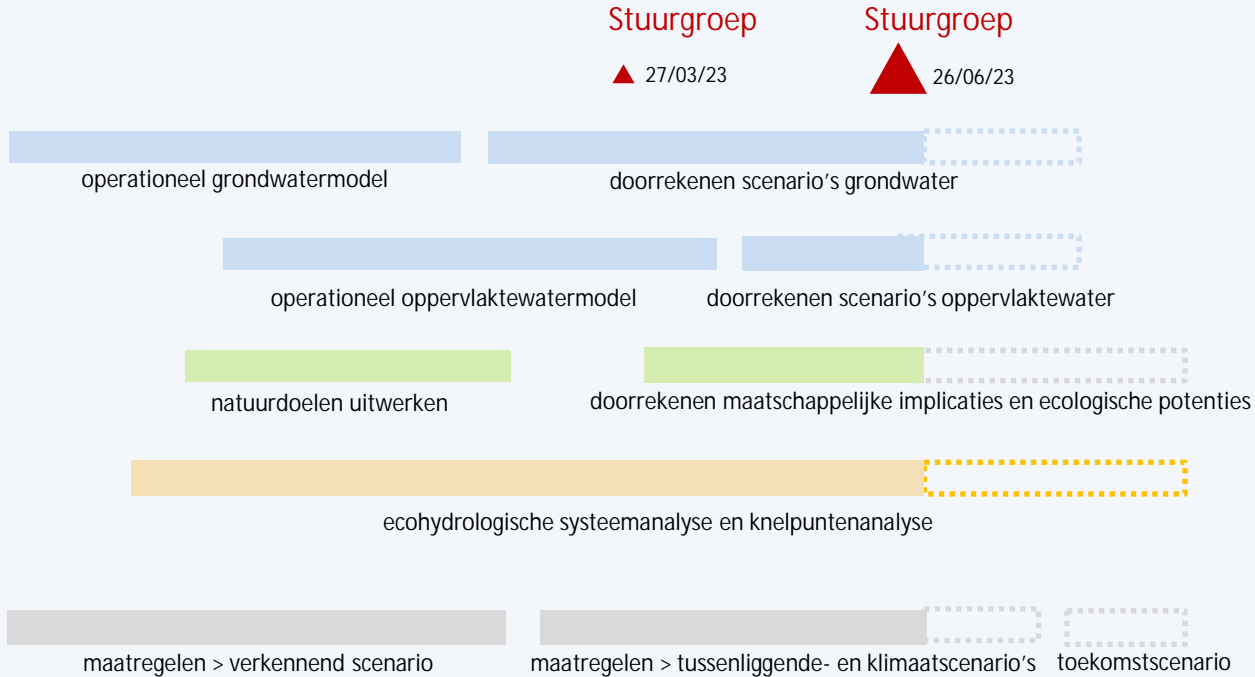 Stuurgroep
Stuurgroep
27/03/23
26/06/23
operationeel grondwatermodel
doorrekenen scenario's grondwater
operationeel oppervlaktewatermodel
doorrekenen scenario's oppervlaktewater
natuurdoelen uitwerken
doorrekenen maatschappelijke implicaties en ecologische potenties
ecohydrologische systeemanalyse en knelpuntenanalyse
maatregelen > verkennend scenario
maatregelen > tussenliggende- en klimaatscenario's
toekomstscenario